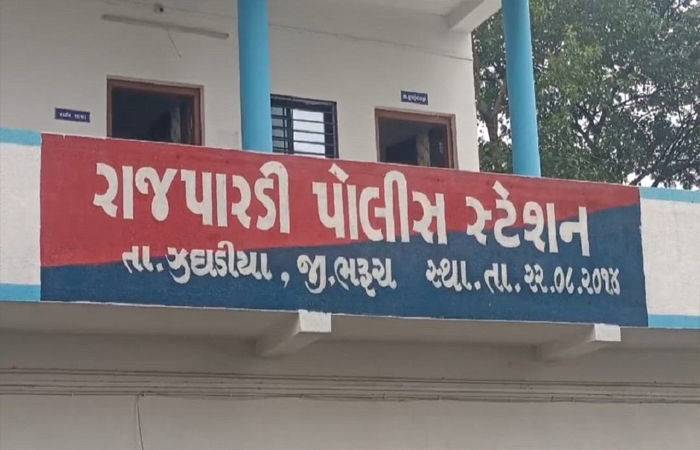 રાજપારડી પોલીસ સ્ટેશન
તા. ઝઘડીયા , જી. ભરૂચ સ્થા. તા. ૨૨.૦૮.૨૦૧૪